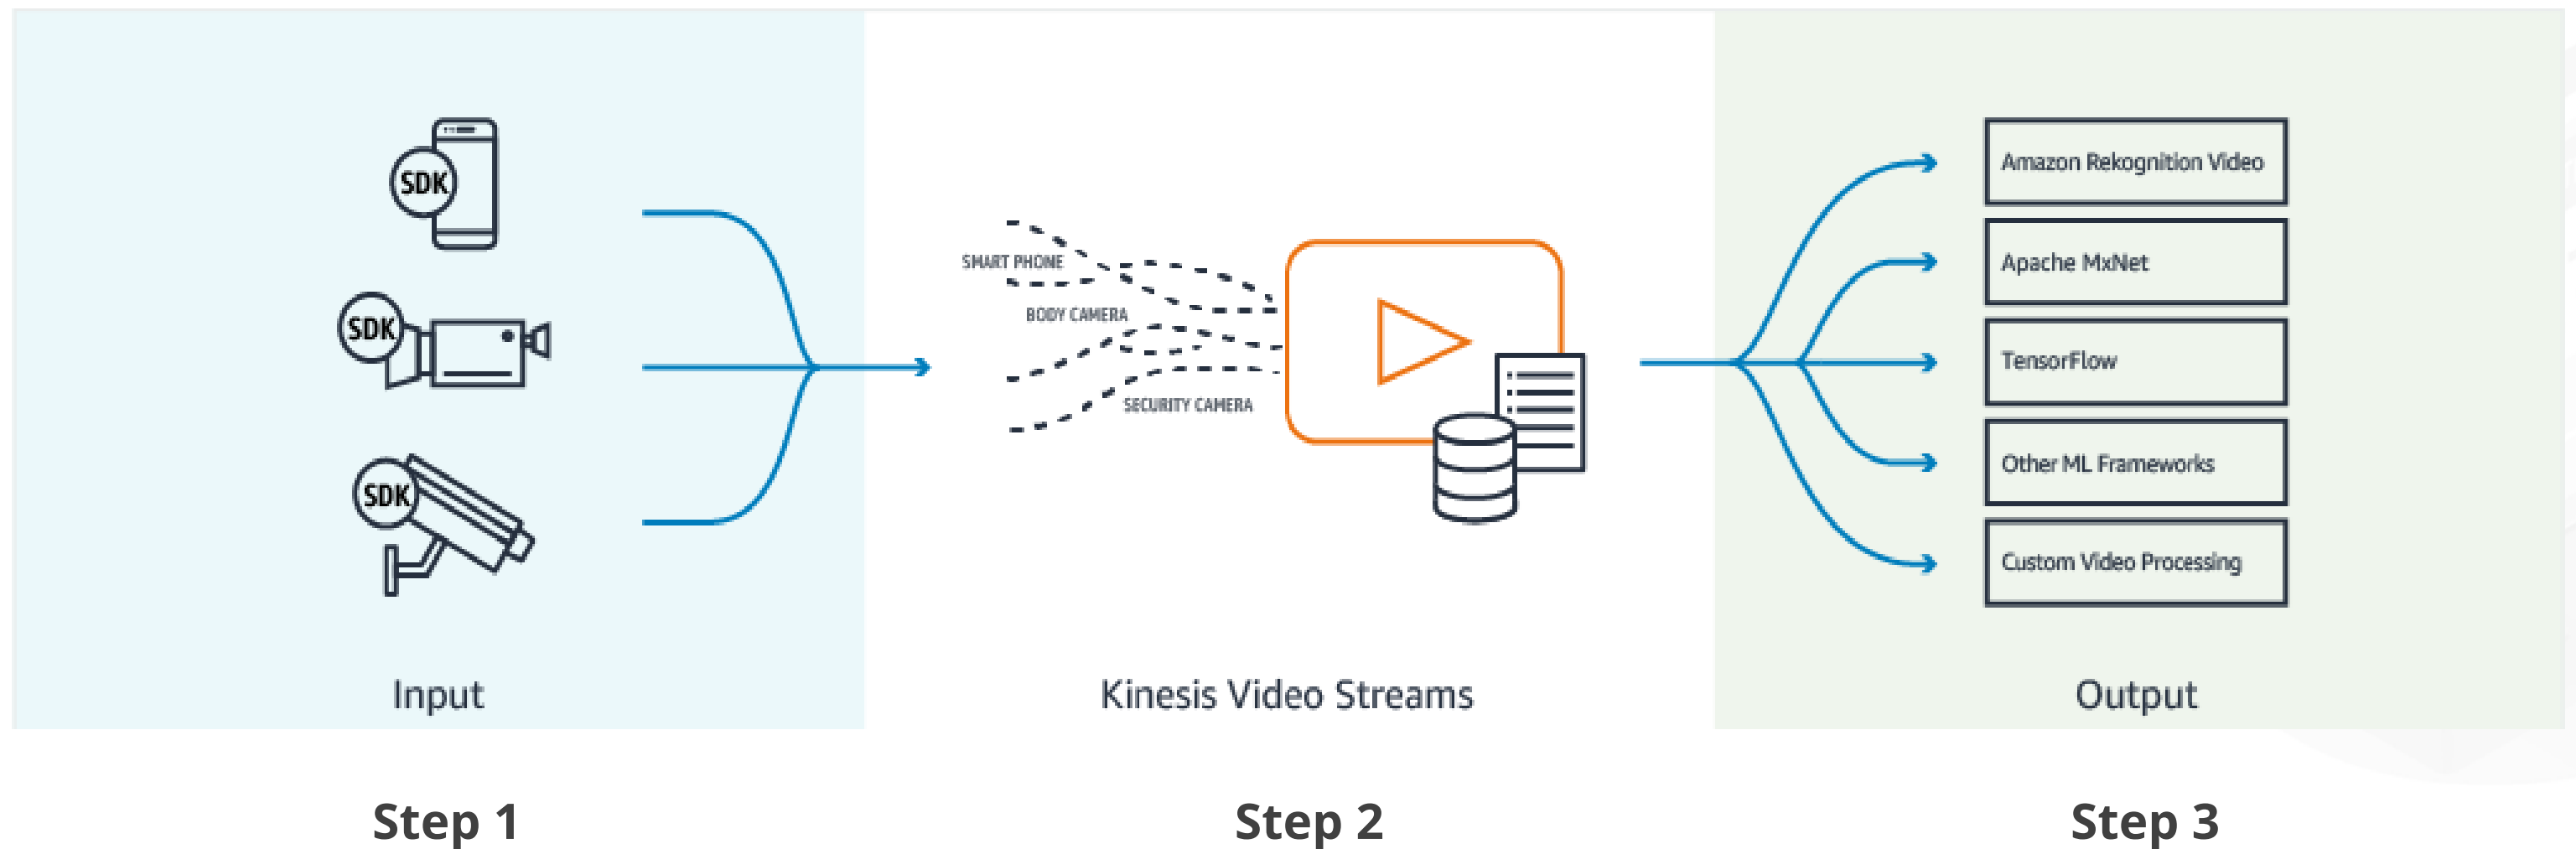 SDK
SDK
SDK
Input
SMART PHONE
BODY CAMERA
SECURITY CAMERA
Kinesis Video Streams
Amazon Rekognition Video
Apache MxNet
TensorFlow
Other ML Frameworks
Custom Video Processing
Output
Step 1
Step 2
Step 3